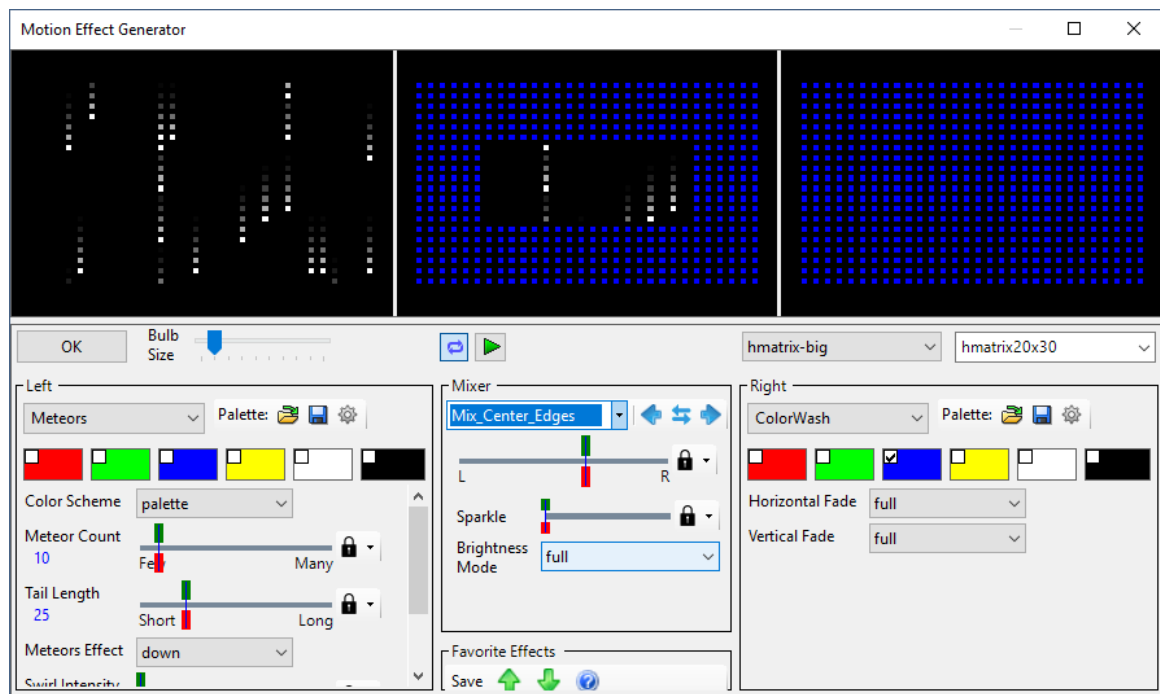 Motion Effect Generator
OK
Bulb
Size
hmatrix-big
hmatrix20x30
Left
Meteors
Palette:
Color Scheme
palette
Meteor Count
10
Few
Many
Tail Length
25
Short
Long
Meteors Effect
down
Swirl Intensity
Mixer
Mix_Center_Edges
L
R
Sparkle
Brightness
Mode
full
Favorite Effects
Save
Right
ColorWash
Palette:
Horizontal Fade
full
Vertical Fade
full